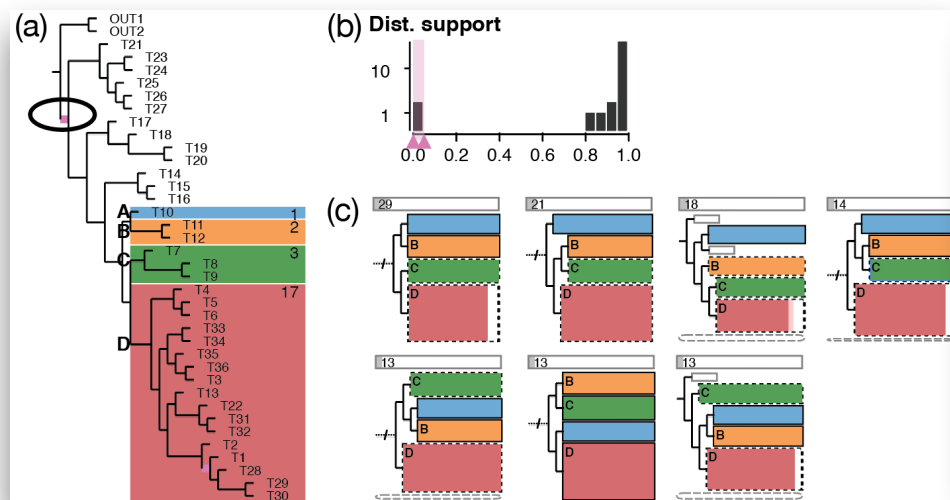 (a)
OUT1
OUT2
T21
T23
T24
T25
T26
T27
T17
T18
T19
T20
T14
T15
T16
A T10 1
B T11 2
T12
C T7 3
T8
T9
T4 17
T5
T6
T33
T34
D T35
T36
T3
T13
T22
T31
T32
T2
T1
T28
T29
T30
(b) Dist. support
10
1
0.0 0.2 0.4 0.6 0.8 1.0
(c)
29
B
C
D
21
B
C
D
18
B
C
D
14
B
C
D
13
C
B
D
13
B
C
D
13
C
B
D